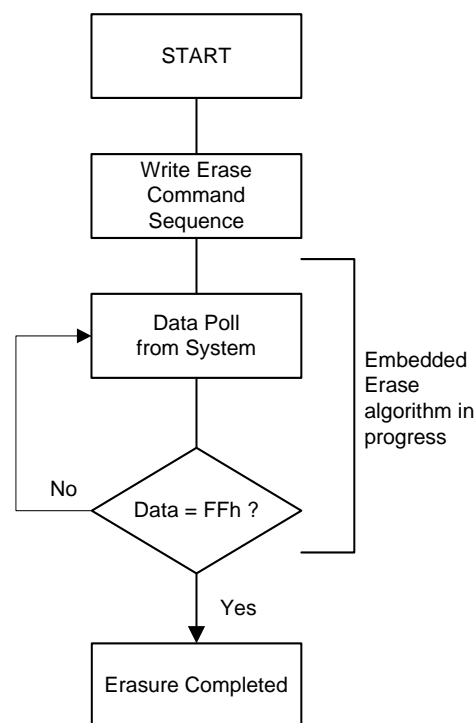 START
Write Erase
Command
Sequence
Data Poll
from System
Embedded
Erase
algorithm in
progress
No
Data = FFh ?
Yes
Erasure Completed